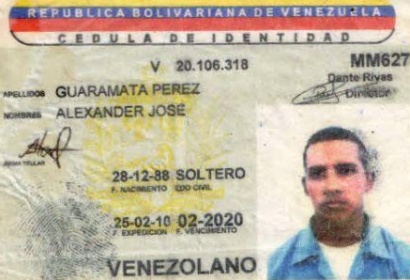 REPUBLICA BOLIVARIANA DE VENEZUELA
CEDULA DE IDENTIDAD
V 20.106.318
MM627
Dante Rivas
Director
APELLIDOS GUARAMATA PEREZ
NOMBRES ALEXANDER JOSÉ
FIRMA TITULAR
28-12-88 SOLTERO
F. NACIMIENTO EDO CIVIL
25-02-10 02-2020
F. EXPEDICION F. VENCIMIENTO
VENEZOLANO